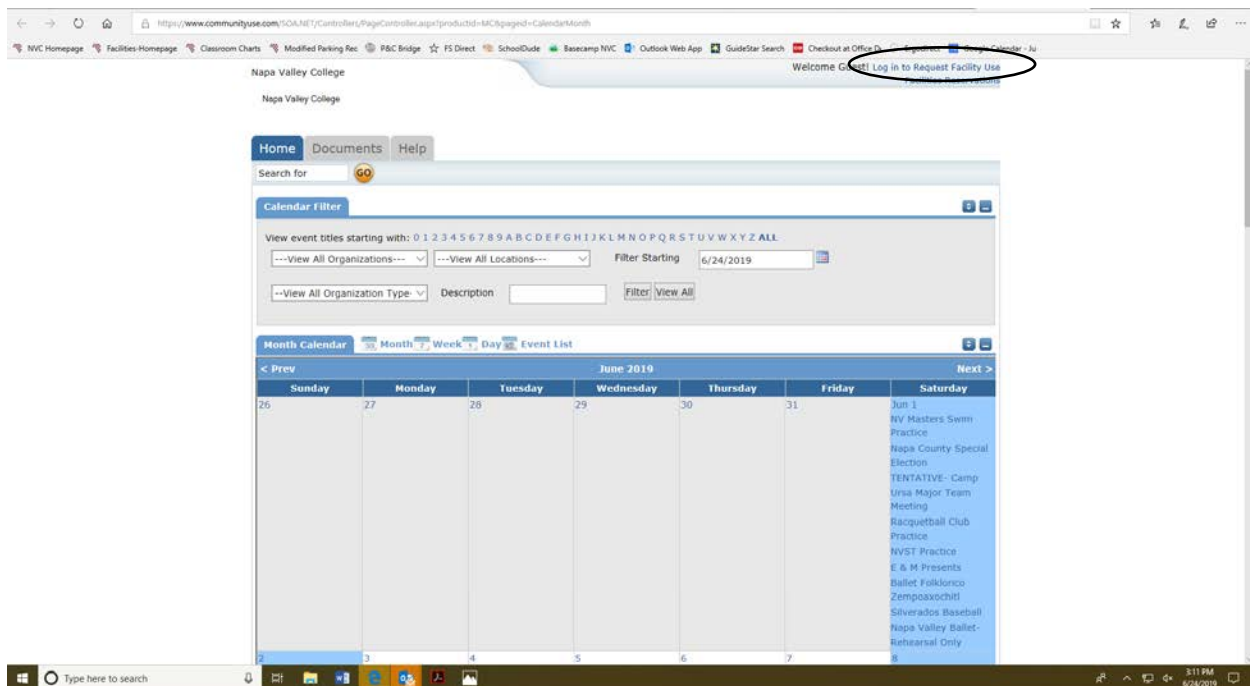 https://www.communityuse.com/SOA.NET/Controllers/PageController.aspx?productid=MC&pageid=CalendarMonth
NVC Homepage Facilities-Homepage Classroom Charts Modified Parking Rec P&C Bridge FS Direct SchoolDude Basecamp NVC Outlook Web App GuideStar Search Checkout at Office D Google Calendar - Ju
Napa Valley College
Welcome Guest! Log in to Request Facility Use
Facilities Reservations
Napa Valley College
Home Documents Help
Search for GO
Calendar Filter
View event titles starting with: 0 1 2 3 4 5 6 7 8 9 A B C D E F G H I J K L M N O P Q R S T U V W X Y Z ALL
---View All Organizations--- ---View All Locations--- Filter Starting 6/24/2019
--View All Organization Type- Description Filter View All
Month Calendar Month Week Day Event List
< Prev June 2019 Next >
Sunday Monday Tuesday Wednesday Thursday Friday Saturday
26 27 28 29 30 31 Jun 1
NV Masters Swim
Practice
Napa County Special
Election
TENTATIVE- Camp
Ursa Major Team
Meeting
Racquetball Club
Practice
NVST Practice
E & M Presents
Ballet Folklorico
Zempoaxochitl
Silverados Baseball
Napa Valley Ballet-
Rehearsal Only
2 3 4 5 6 7 8
Type here to search
3:11 PM
6/24/2019